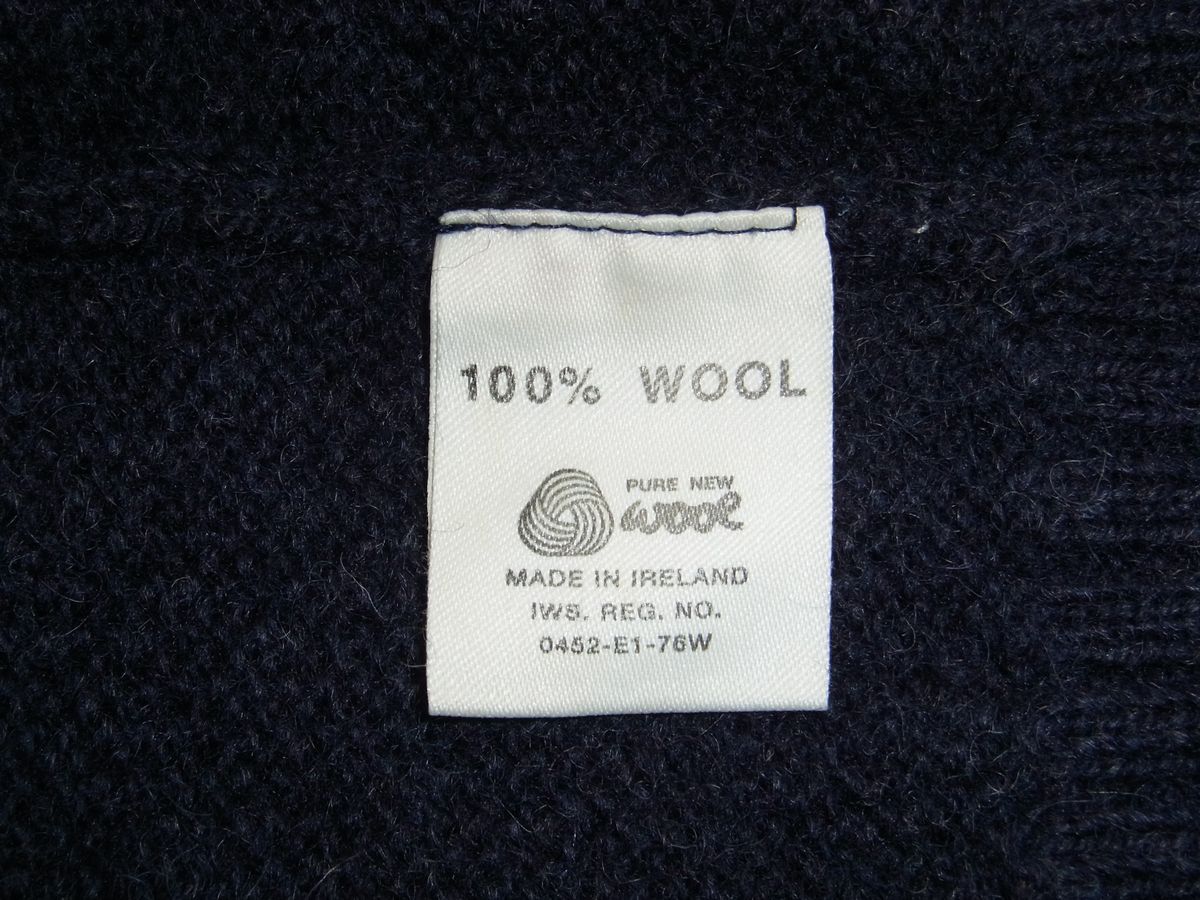 100% WOOL
PURE NEW
wool
MADE IN IRELAND
IWS. REG. NO.
0452-E1-76W